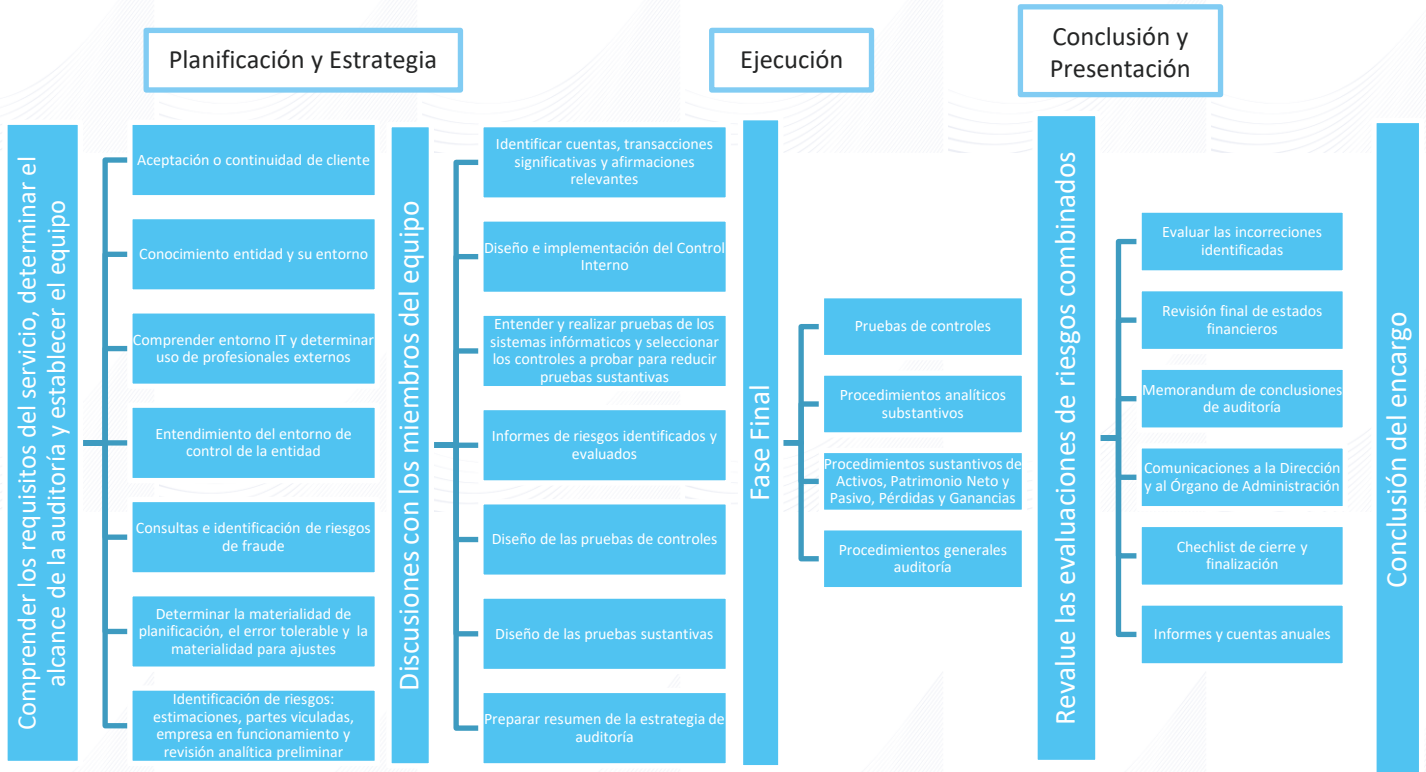 Planificación y Estrategia
Ejecución
Conclusión y
Presentación
Comprender los requisitos del servicio, determinar el
alcance de la auditoría y establecer el equipo
Aceptación o continuidad de cliente
Conocimiento entidad y su entorno
Comprender entorno IT y determinar
uso de profesionales externos
Entendimiento del entorno de
control de la entidad
Consultas e identificación de riesgos
de fraude
Determinar la materialidad de
planificación, el error tolerable y la
materialidad para ajustes
Identificación de riesgos:
estimaciones, partes viculadas,
empresa en funcionamiento y
revisión analítica preliminar
Discusiones con los miembros del equipo
Identificar cuentas, transacciones
significativas y afirmaciones
relevantes
Diseño e implementación del Control
Interno
Entender y realizar pruebas de los
sistemas infórmaticos y seleccionar
los controles a probar para reducir
pruebas sustantivas
Informes de riesgos identificados y
evaluados
Diseño de las pruebas de controles
Diseño de las pruebas sustantivas
Preparar resumen de la estrategia de
auditoría
Fase Final
Pruebas de controles
Procedimientos analíticos
substantivos
Procedimientos sustantivos de
Activos, Patrimonio Neto y
Pasivo, Pérdidas y Ganancias
Procedimientos generales
auditoría
Revalue las evaluaciones de riesgos combinados
Evaluar las incorreciones
identificadas
Revisión final de estados
financieros
Memorandum de conclusiones
de auditoría
Comunicaciones a la Dirección
y al Órgano de Administración
Chechlist de cierre y
finalización
Informes y cuentas anuales
Conclusión del encargo